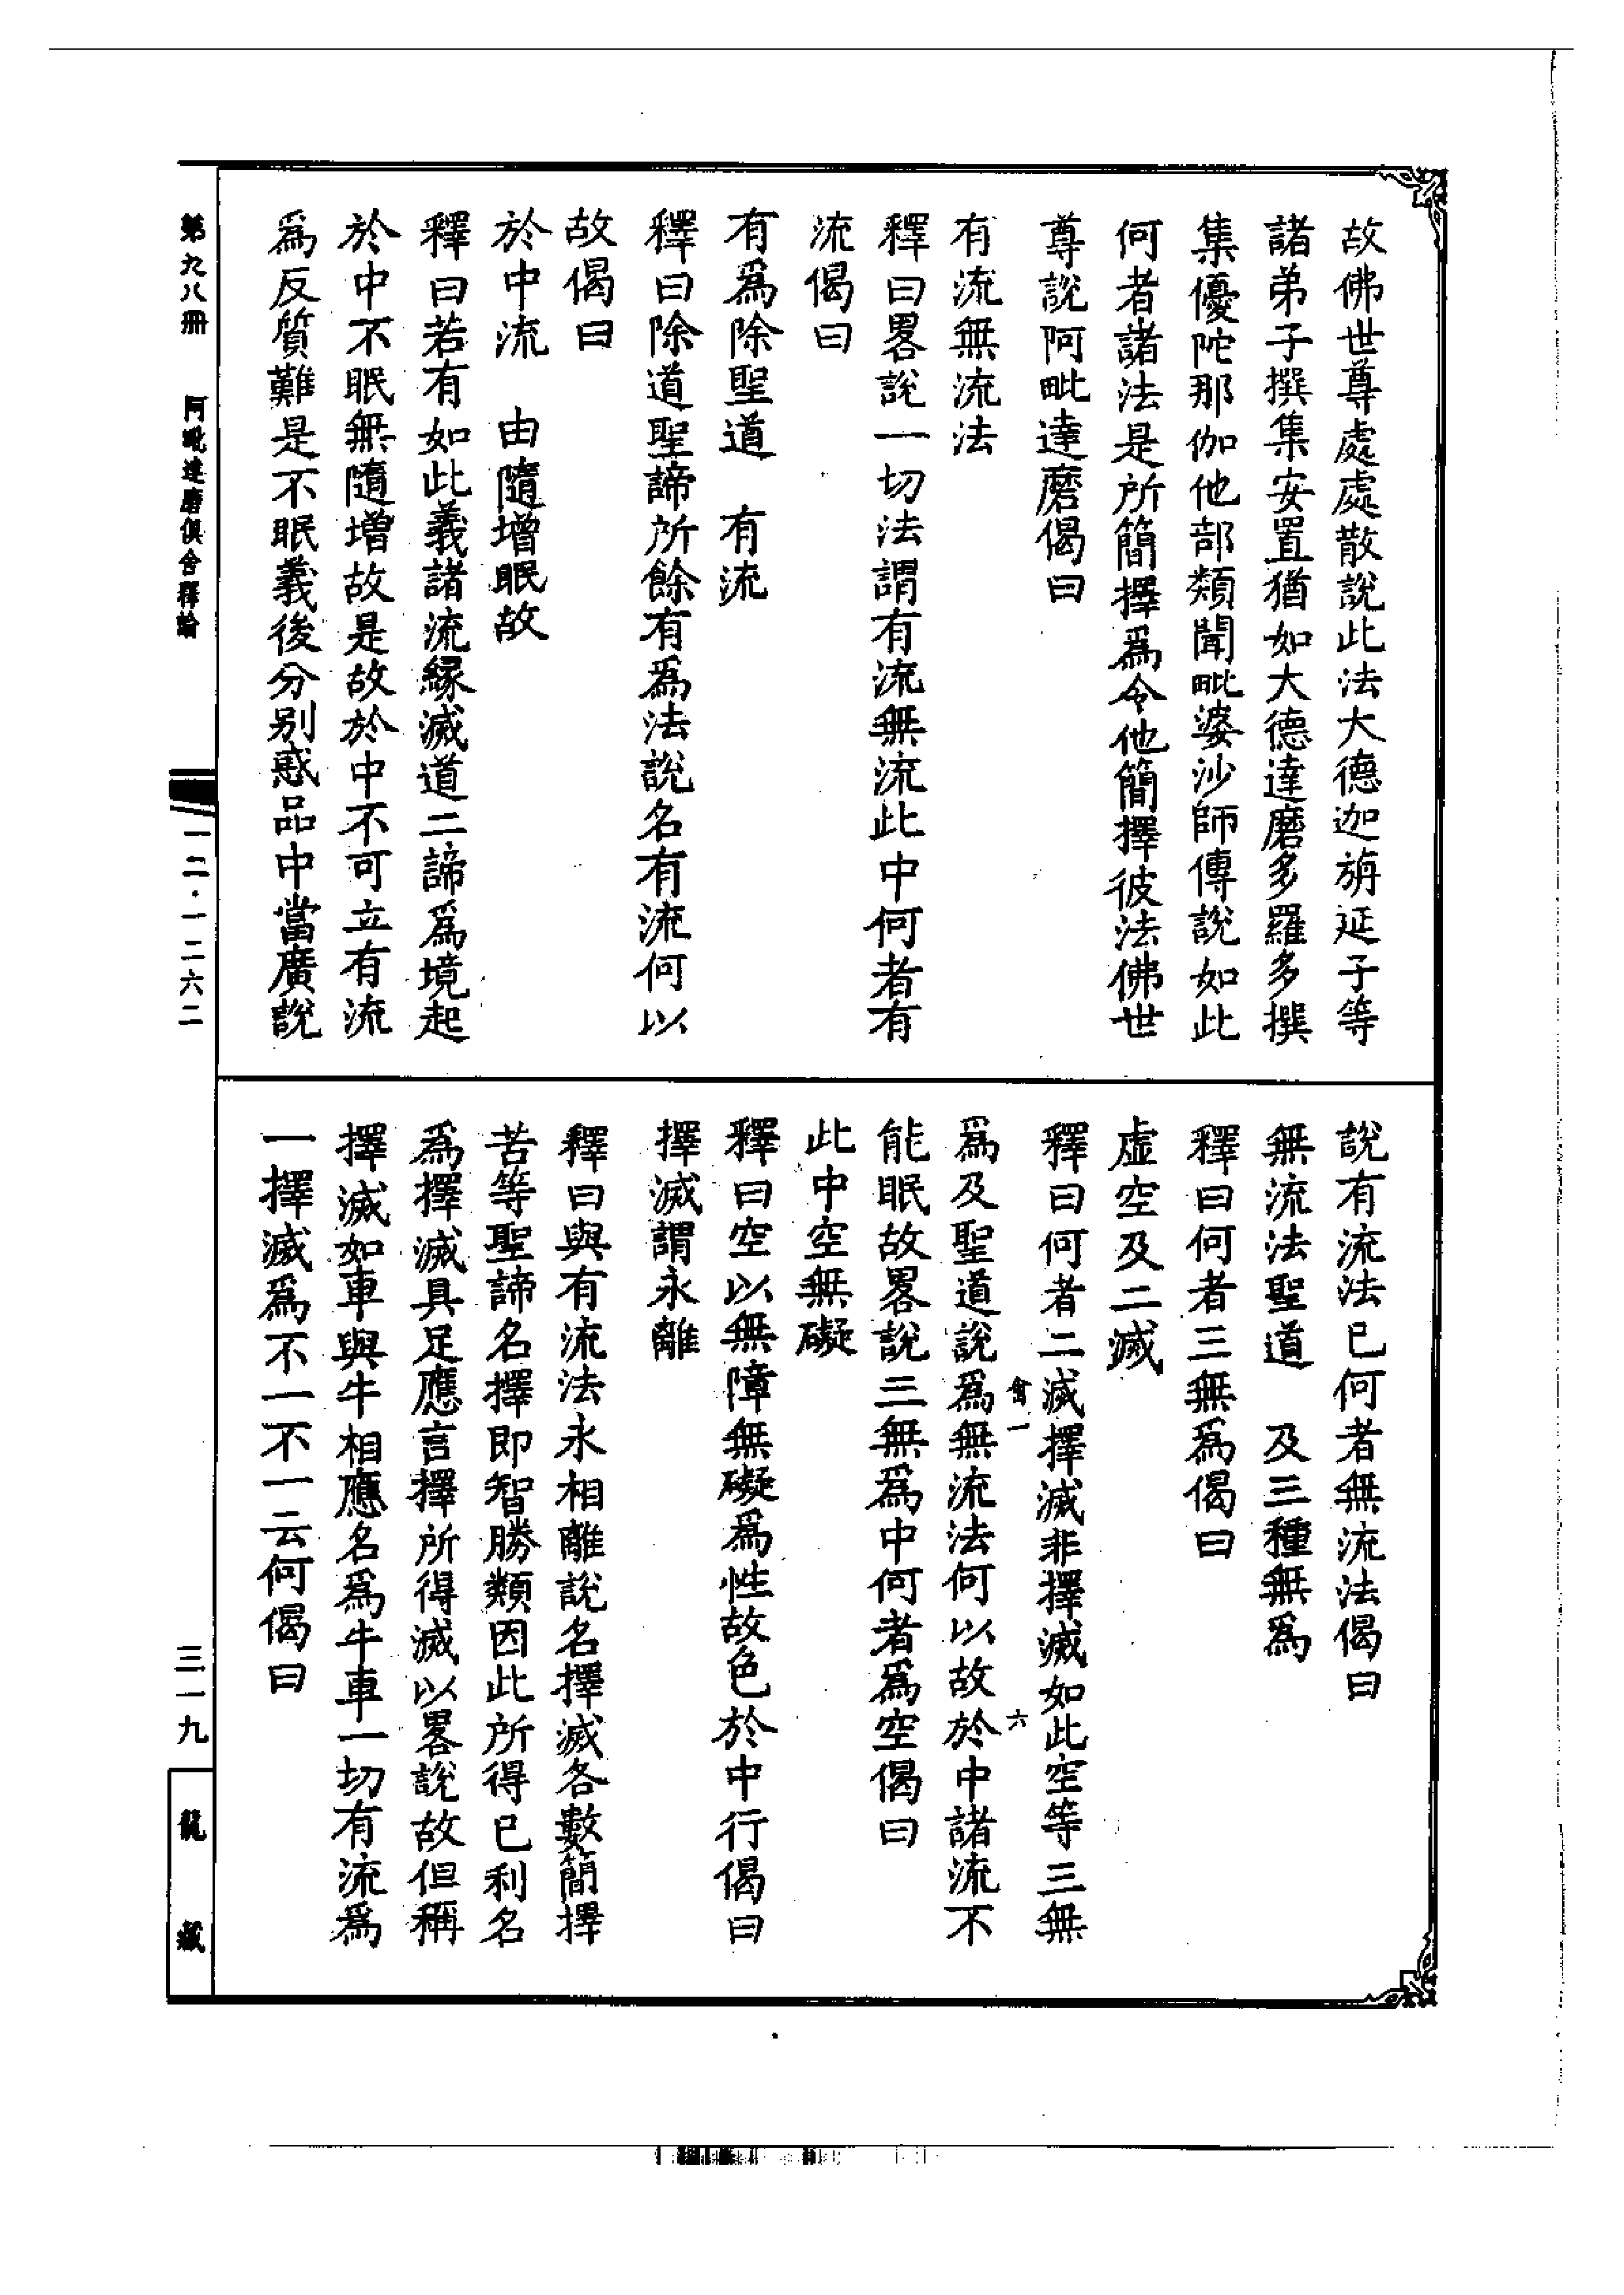 故佛世尊處處散說此法大德迦旃延子等
諸弟子撰集安置猶如大德達磨多羅多撰
集優陀那伽他部類聞毗婆沙師傳說如此
何者諸法是所簡擇爲令他簡擇彼法佛世
尊說阿毗達磨偈曰
有流無流法
釋曰畧說一切法謂有流無流此中何者有
流偈曰
有爲除聖道　有流
釋曰除道聖諦所餘有爲法說名有流何以
故偈曰
於中流　由隨增眠故
釋曰若有如此義諸流緣滅道二諦爲境起
於中不眠無隨增故是故於中不可立有流
爲反質難是不眠義後分別惑品中當廣說
說有流法已何者無流法偈曰
無流法聖道　及三種無爲
釋曰何者三無爲偈曰
虛空及二滅
釋曰何者二滅擇滅非擇滅如此空等三無
會一　六
爲及聖道說爲無流法何以故於中諸流不
能眠故畧說三無爲中何者爲空偈曰
此中空無礙
釋曰空以無障無礙爲性故色於中行偈曰
擇滅謂永離
釋曰與有流法永相離說名擇滅各數簡擇
苦等聖諦名擇即智勝類因此所得已利名
爲擇滅具足應言擇所得滅以畧說故但稱
擇滅如車與牛相應名爲牛車一切有流爲
一擇滅爲不一不一云何偈曰
第九八冊　阿毗達磨俱舍釋論
一二·一二六二
三一九
龍藏